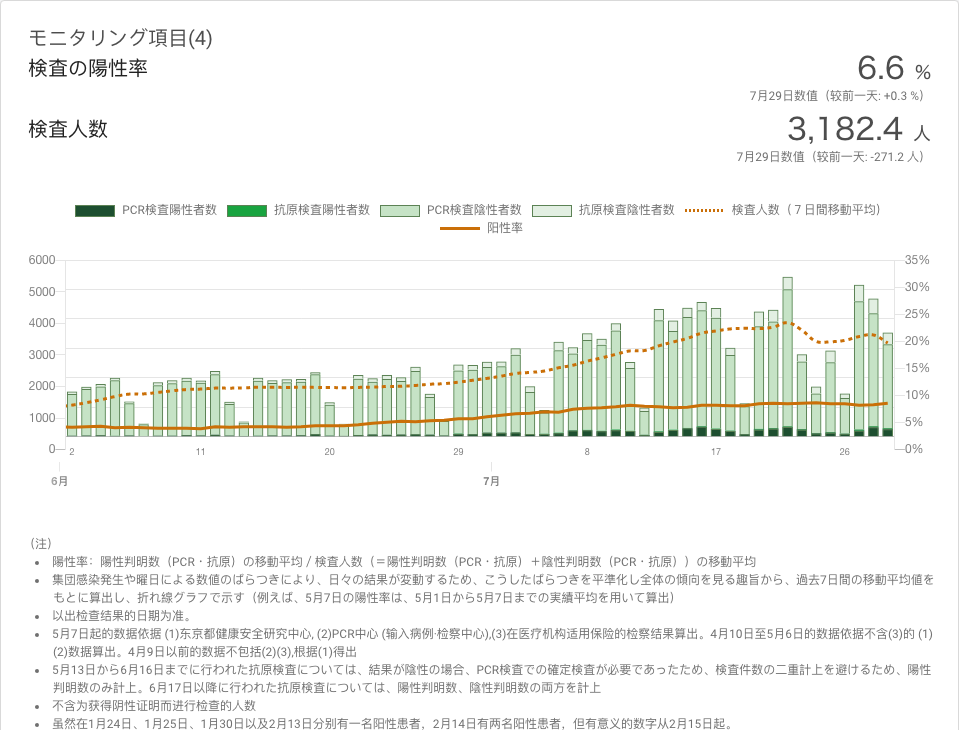 モニタリング項目(4)
検査の陽性率
6.6 %
7月29日数值（较前一天: +0.3 %）
検査人数
3,182.4 人
7月29日数值（较前一天: -271.2 人）
PCR検査陽性者数 抗原検査陽性者数 PCR検査陰性者数 抗原検査陰性者数 検査人数（７日間移動平均）
阳性率
6000 35%
30%
5000
25%
4000
20%
3000
15%
2000
10%
1000
5%
0 0%
2 11 20 29 8 17 26
6月 7月
（注）
陽性率：陽性判明数（PCR・抗原）の移動平均 / 検査人数（＝陽性判明数（PCR・抗原）＋陰性判明数（PCR・抗原））の移動平均
集団感染発生や曜日による数値のばらつきにより、日々の結果が変動するため、こうしたばらつきを平準化し全体の傾向を見る趣旨から、過去7日間の移動平均値を
もとに算出し、折れ線グラフで示す（例えば、5月7日の陽性率は、5月1日から5月7日までの実績平均を用いて算出）
以出检查结果的日期为准。
5月7日起的数据依据 (1)东京都健康安全研究中心, (2)PCR中心 (输入病例·检察中心),(3)在医疗机构适用保险的检察结果算出。4月10日至5月6日的数据依据不含(3)的 (1)
(2)数据算出。4月9日以前的数据不包括(2)(3),根据(1)得出
5月13日から6月16日までに行われた抗原検査については、結果が陰性の場合、PCR検査での確定検査が必要であったため、検査件数の二重計上を避けるため、陽性
判明数のみ計上。6月17日以降に行われた抗原検査については、陽性判明数、陰性判明数の両方を計上
不含为获得阴性证明而进行检查的人数
虽然在1月24日、1月25日、1月30日以及2月13日分别有一名阳性患者，2月14日有两名阳性患者，但有意义的数字从2月15日起。